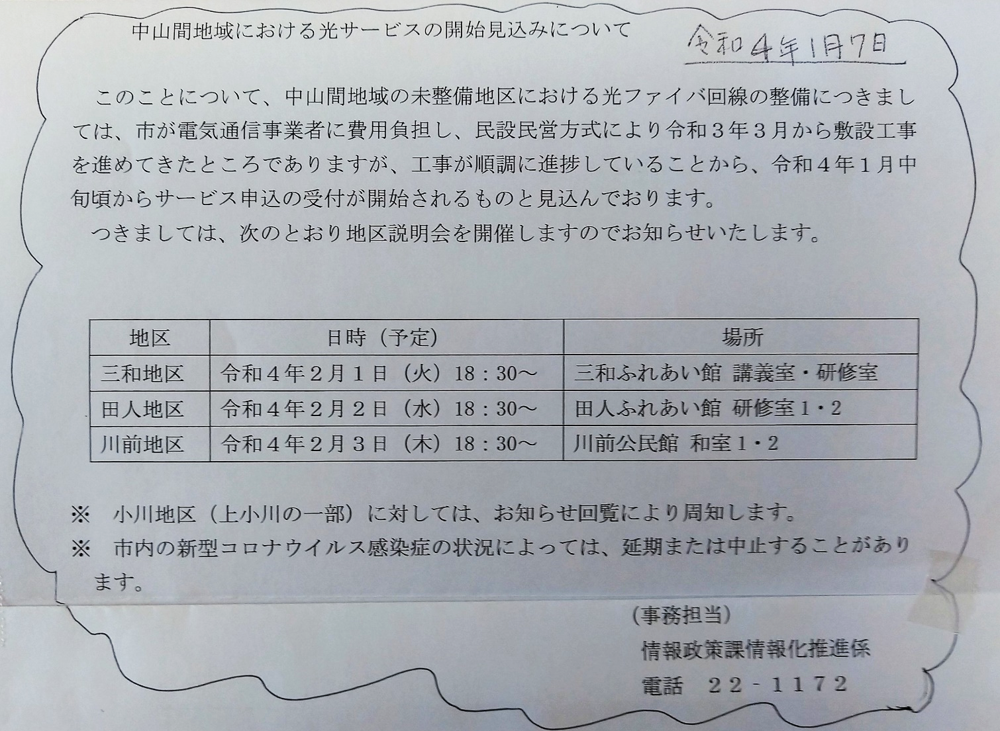 中山間地域における光サービスの開始見込みについて
令和4年1月7日
このことについて、中山間地域の未整備地区における光ファイバ回線の整備につきまし
ては、市が電気通信事業者に費用負担し、民設民営方式により令和３年３月から敷設工事
を進めてきたところでありますが、工事が順調に進捗していることから、令和４年１月中
旬頃からサービス申込の受付が開始されるものと見込んでおります。
つきましては、次のとおり地区説明会を開催しますのでお知らせいたします。
地区 日時（予定） 場所
三和地区 令和４年２月１日（火）18：30～ 三和ふれあい館 講義室・研修室
田人地区 令和４年２月２日（水）18：30～ 田人ふれあい館 研修室1・2
川前地区 令和４年２月３日（木）18：30～ 川前公民館 和室1・2
※ 小川地区（上小川の一部）に対しては、お知らせ回覧により周知します。
※ 市内の新型コロナウイルス感染症の状況によっては、延期または中止することがあり
ます。
（事務担当）
情報政策課情報化推進係
電話 ２２‐１１７２